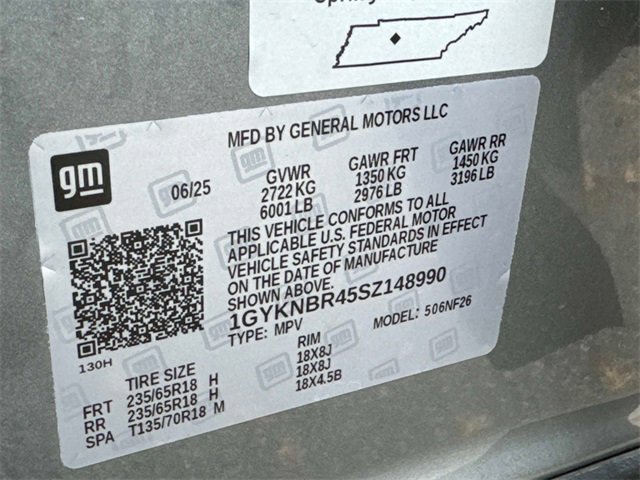 gm
MFD BY GENERAL MOTORS LLC
06/25
GVWR
2722 KG
6001 LB
GAWR FRT
1350 KG
2976 LB
GAWR RR
1450 KG
3196 LB
THIS VEHICLE CONFORMS TO ALL
APPLICABLE U.S. FEDERAL MOTOR
VEHICLE SAFETY STANDARDS IN EFFECT
ON THE DATE OF MANUFACTURE
SHOWN ABOVE.
1GYKNBR45SZ148990
TYPE: MPV
MODEL: 506NF26
130H
TIRE SIZE
RIM
FRT 235/65R18 H 18X8J
RR 235/65R18 H 18X8J
SPA T135/70R18 M 18X4.5B